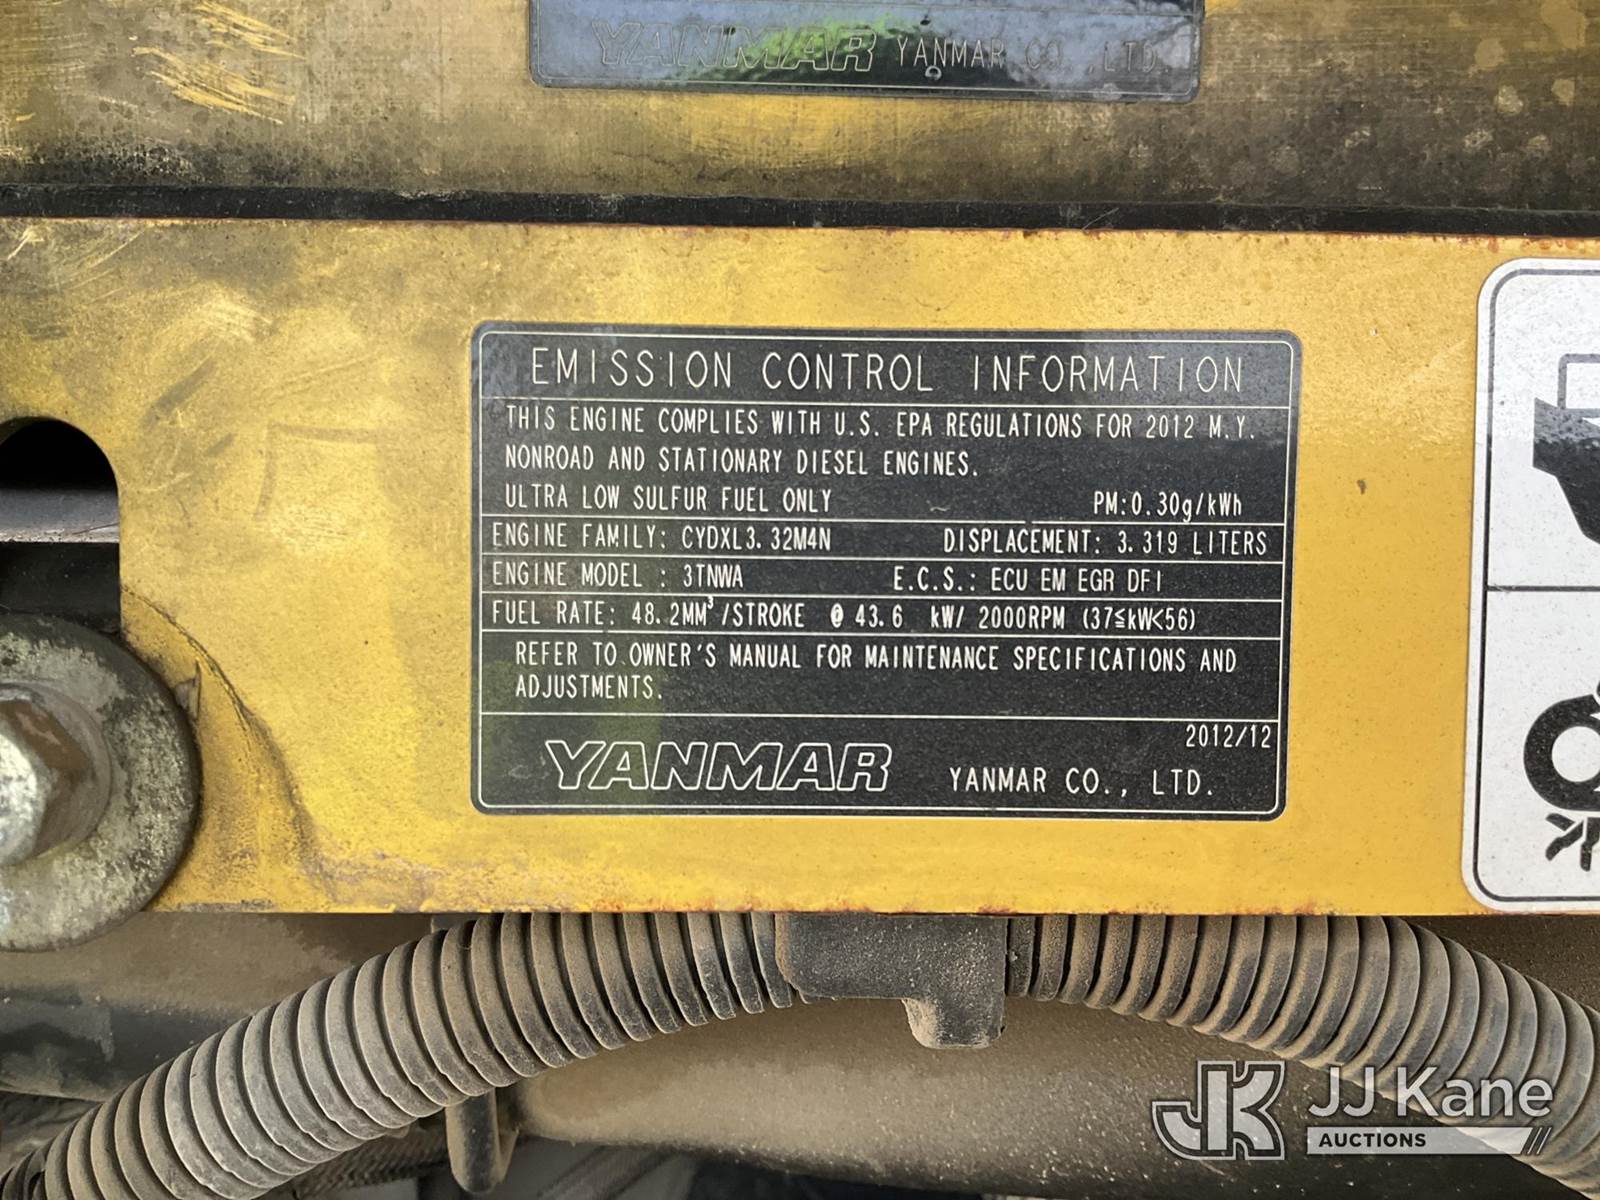 YANMAR YANMAR CO., LTD.
EMISSION CONTROL INFORMATION
THIS ENGINE COMPLIES WITH U.S. EPA REGULATIONS FOR 2012 M.Y.
NONROAD AND STATIONARY DIESEL ENGINES.
ULTRA LOW SULFUR FUEL ONLY PM:0.30g/kWh
ENGINE FAMILY: CYDXL3.32M4N DISPLACEMENT: 3.319 LITERS
ENGINE MODEL : 3TNWA E.C.S.: ECU EM EGR DFI
FUEL RATE: 48.2MM³/STROKE @ 43.6 kW/ 2000RPM (37≦kW<56)
REFER TO OWNER'S MANUAL FOR MAINTENANCE SPECIFICATIONS AND
ADJUSTMENTS.
2012/12
YANMAR YANMAR CO., LTD.
JK JJ Kane
AUCTIONS